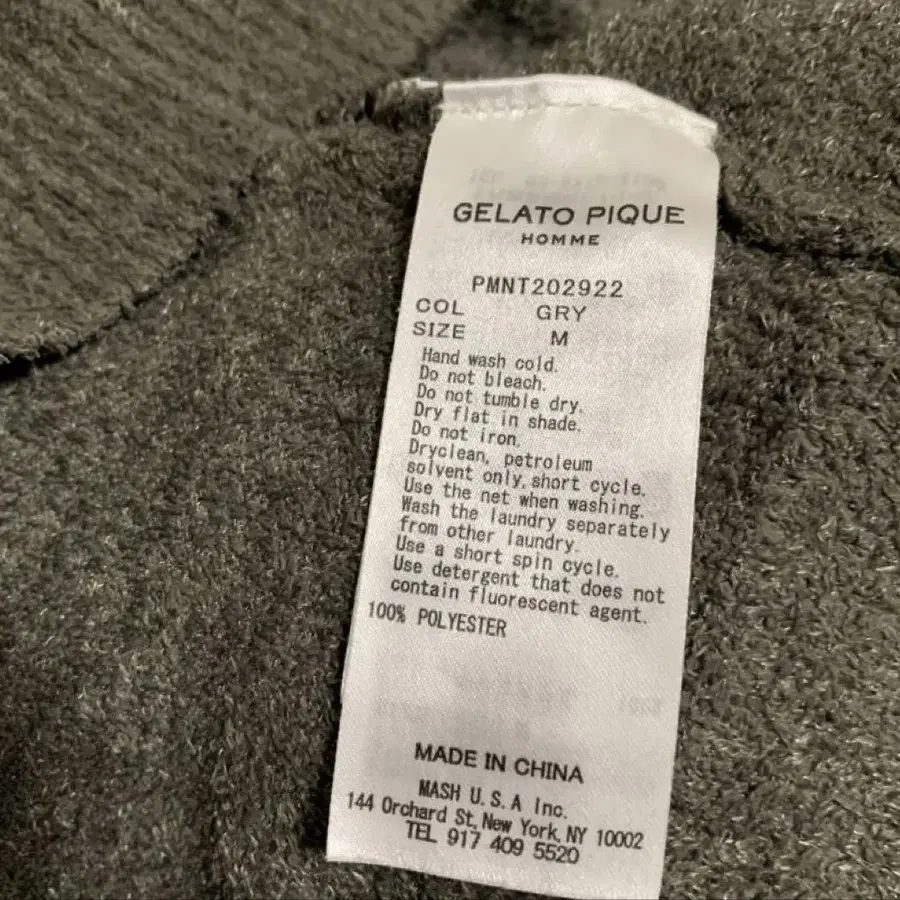 GELATO PIQUE
HOMME
PMNT202922
COL GRY
SIZE M
Hand wash cold.
Do not bleach.
Do not tumble dry.
Dry flat in shade.
Do not iron.
Dryclean, petroleum
solvent only, short cycle.
Use the net when washing.
Wash the laundry separately
from other laundry.
Use a short spin cycle.
Use detergent that does not
contain fluorescent agent.
100% POLYESTER
MADE IN CHINA
MASH U.S.A Inc.
144 Orchard St, New York, NY 10002
TEL 917 409 5520